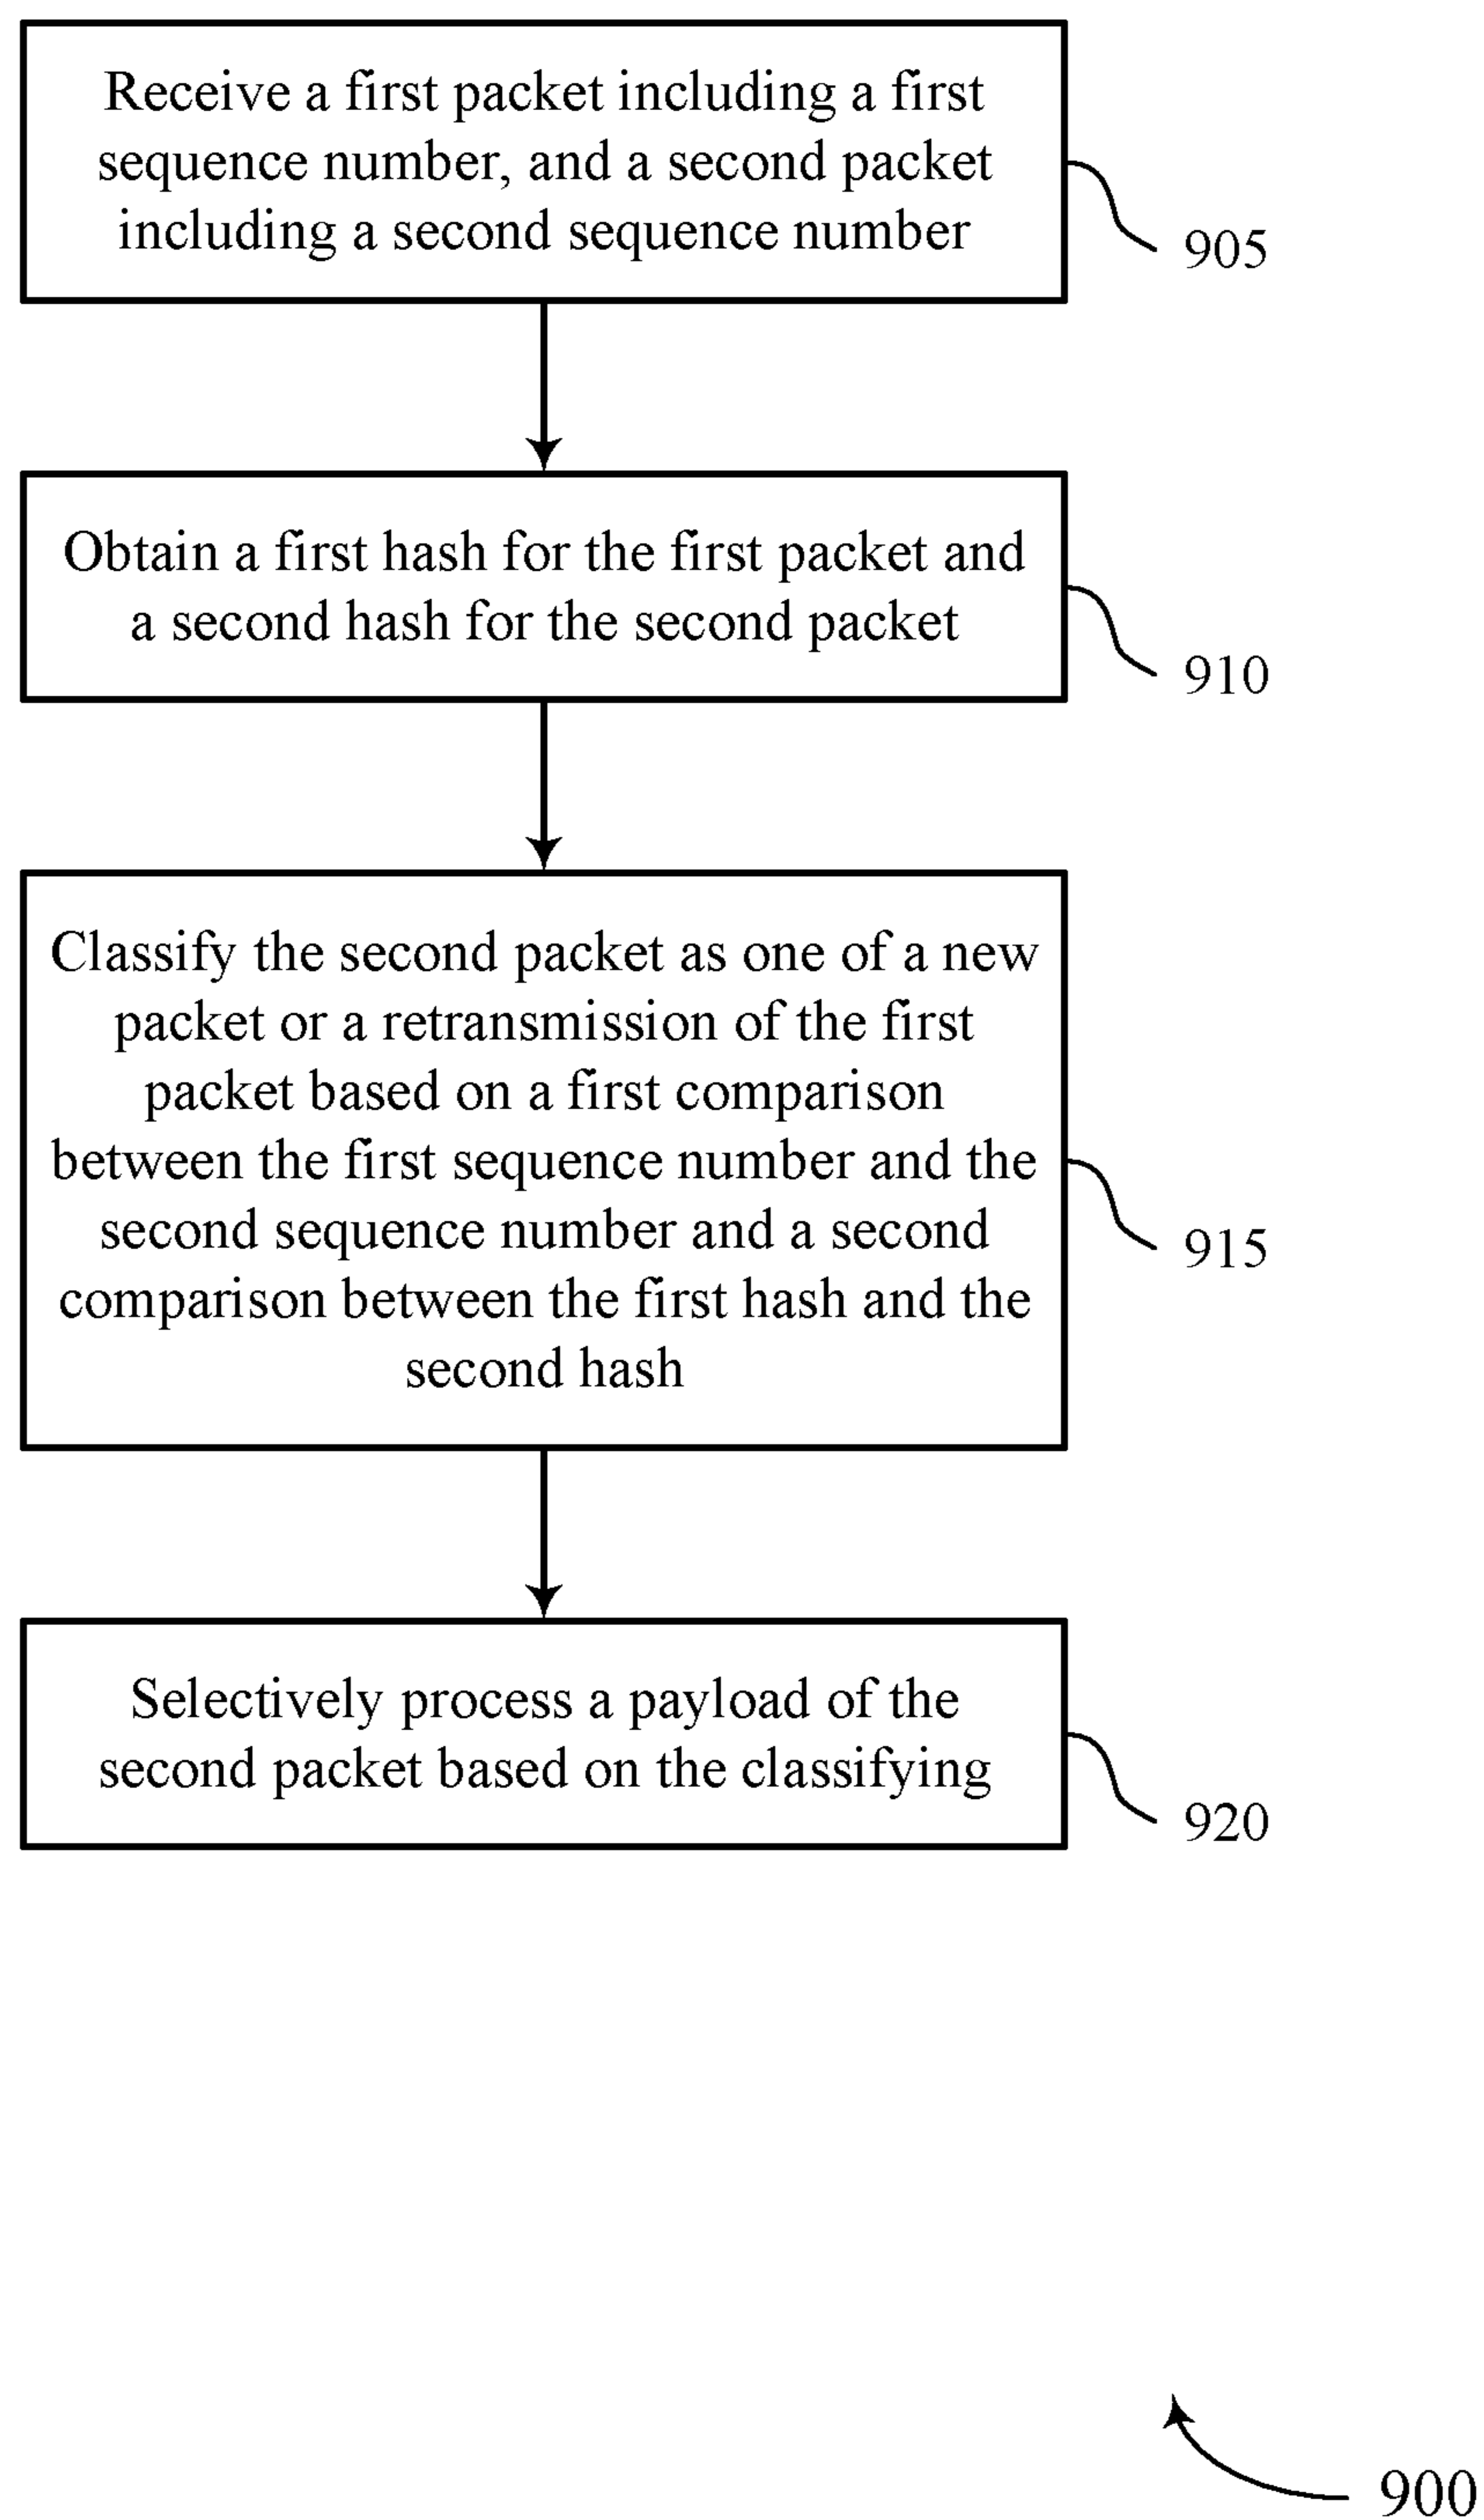 Receive a first packet including a first
sequence number, and a second packet
including a second sequence number
905
Obtain a first hash for the first packet and
a second hash for the second packet
910
Classify the second packet as one of a new
packet or a retransmission of the first
packet based on a first comparison
between the first sequence number and the
second sequence number and a second
comparison between the first hash and the
second hash
915
Selectively process a payload of the
second packet based on the classifying
920
900